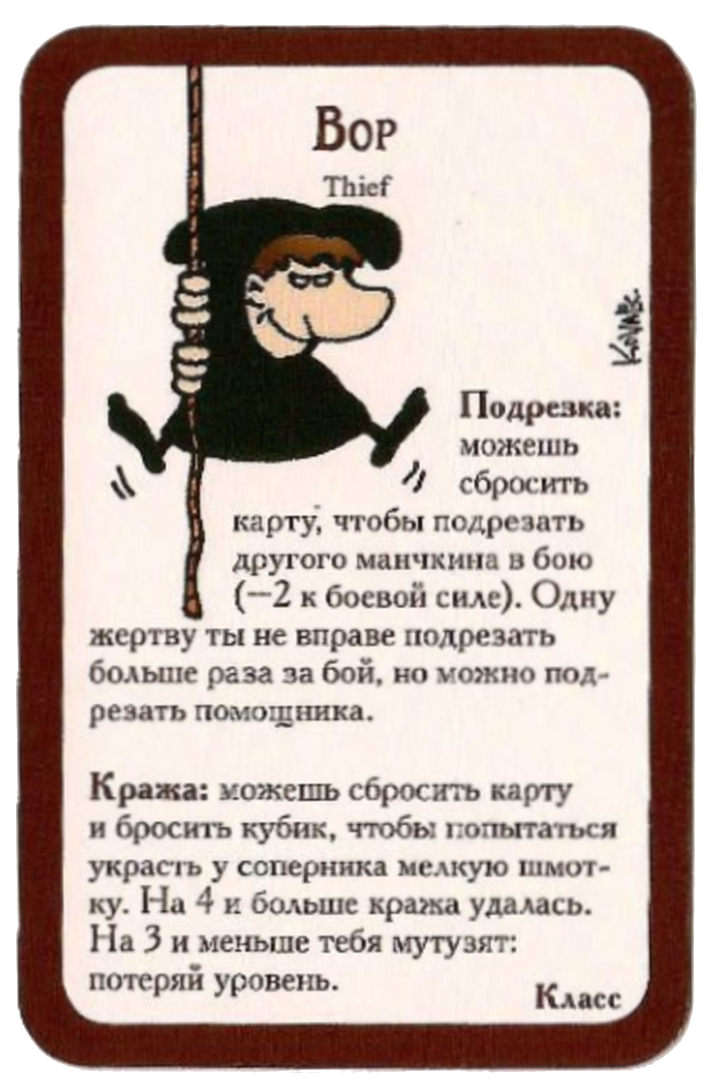 Вор
Thief
Kovalic.
Подрезка:
можешь
сбросить
карту, чтобы подрезать
другого манчкина в бою
(−2 к боевой силе). Одну
жертву ты не вправе подрезать
больше раза за бой, но можно под-
резать помощника.
Кража: можешь сбросить карту
и бросить кубик, чтобы попытаться
украсть у соперника мелкую шмот-
ку. На 4 и больше кража удалась.
На 3 и меньше тебя мутузят:
потеряй уровень.
Класс